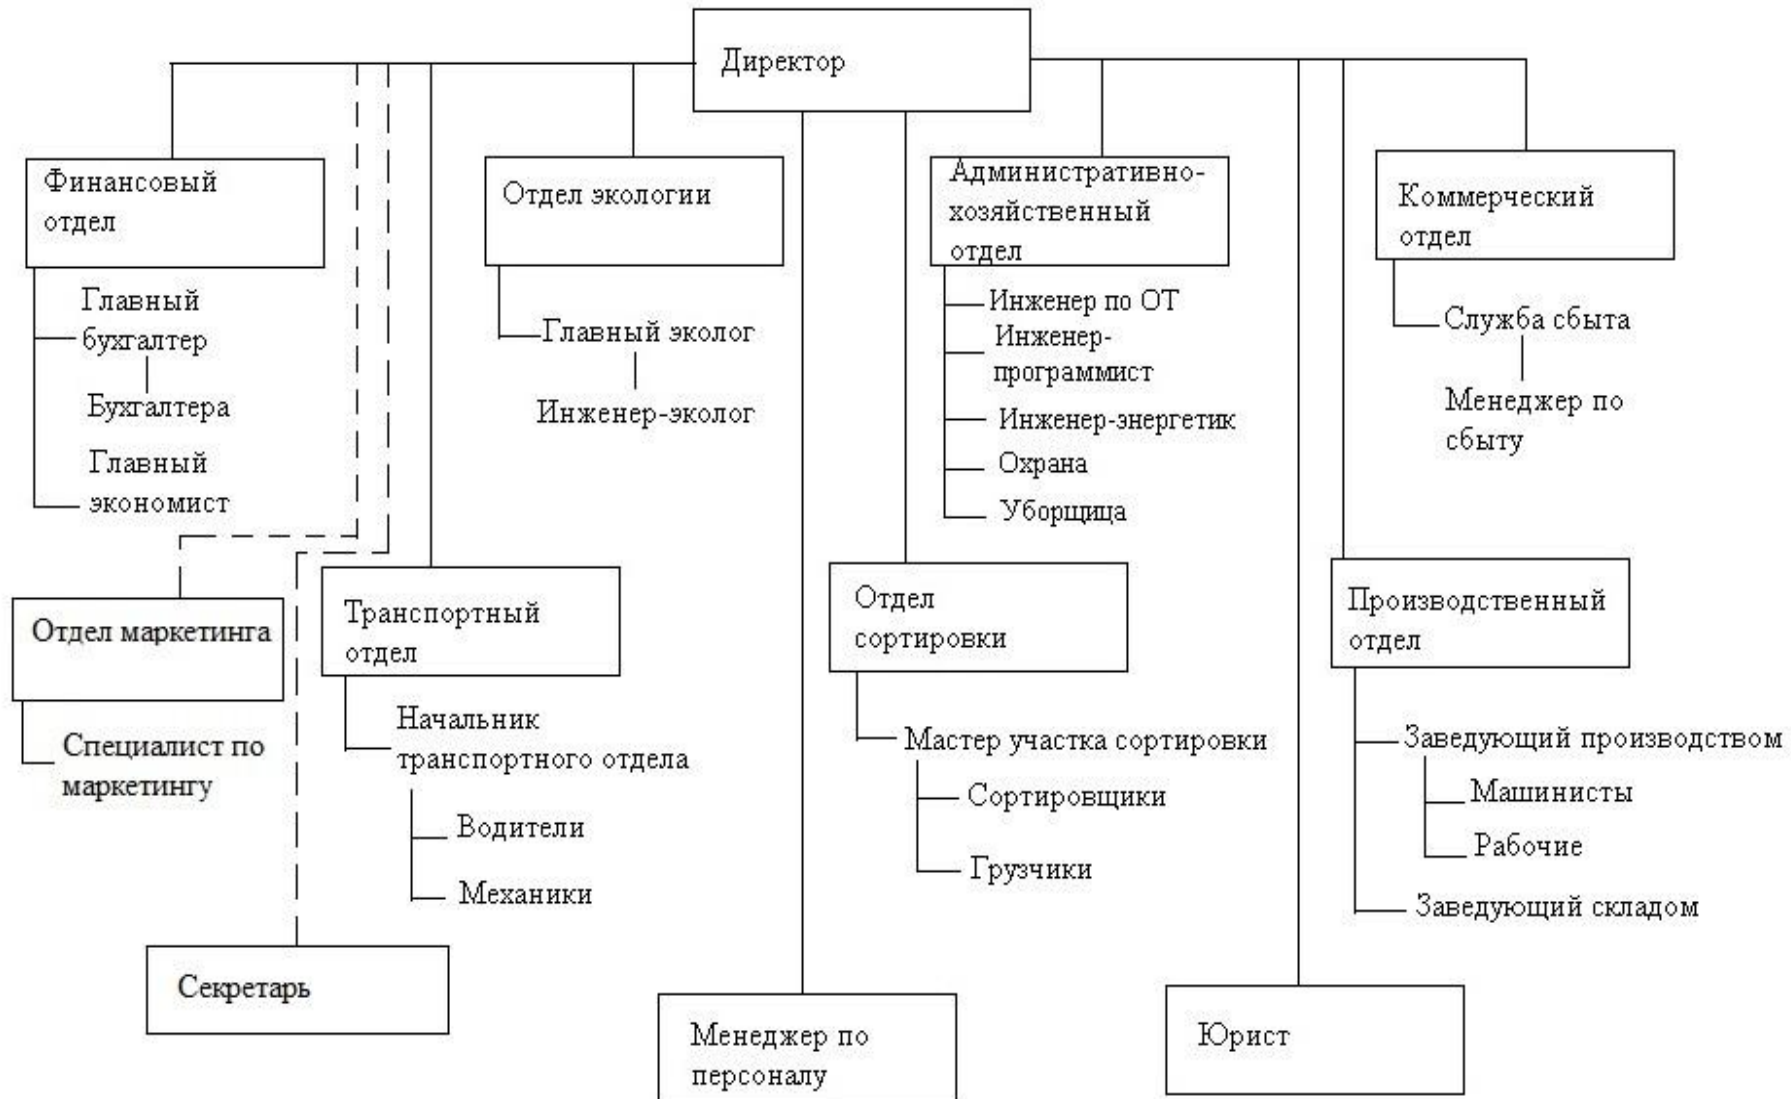 Директор
Финансовый
отдел
Отдел экологии
Административно-
хозяйственный
отдел
Коммерческий
отдел
Главный
бухгалтер
Бухгалтера
Главный
экономист
Главный эколог
Инженер-эколог
Инженер по ОТ
Инженер-
программист
Инженер-энергетик
Охрана
Уборщица
Служба сбыта
Менеджер по
сбыту
Отдел маркетинга
Специалист по
маркетингу
Транспортный
отдел
Начальник
транспортного отдела
Водители
Механики
Отдел
сортировки
Мастер участка сортировки
Сортировщики
Грузчики
Производственный
отдел
Заведующий производством
Машинисты
Рабочие
Заведующий складом
Секретарь
Менеджер по
персоналу
Юрист